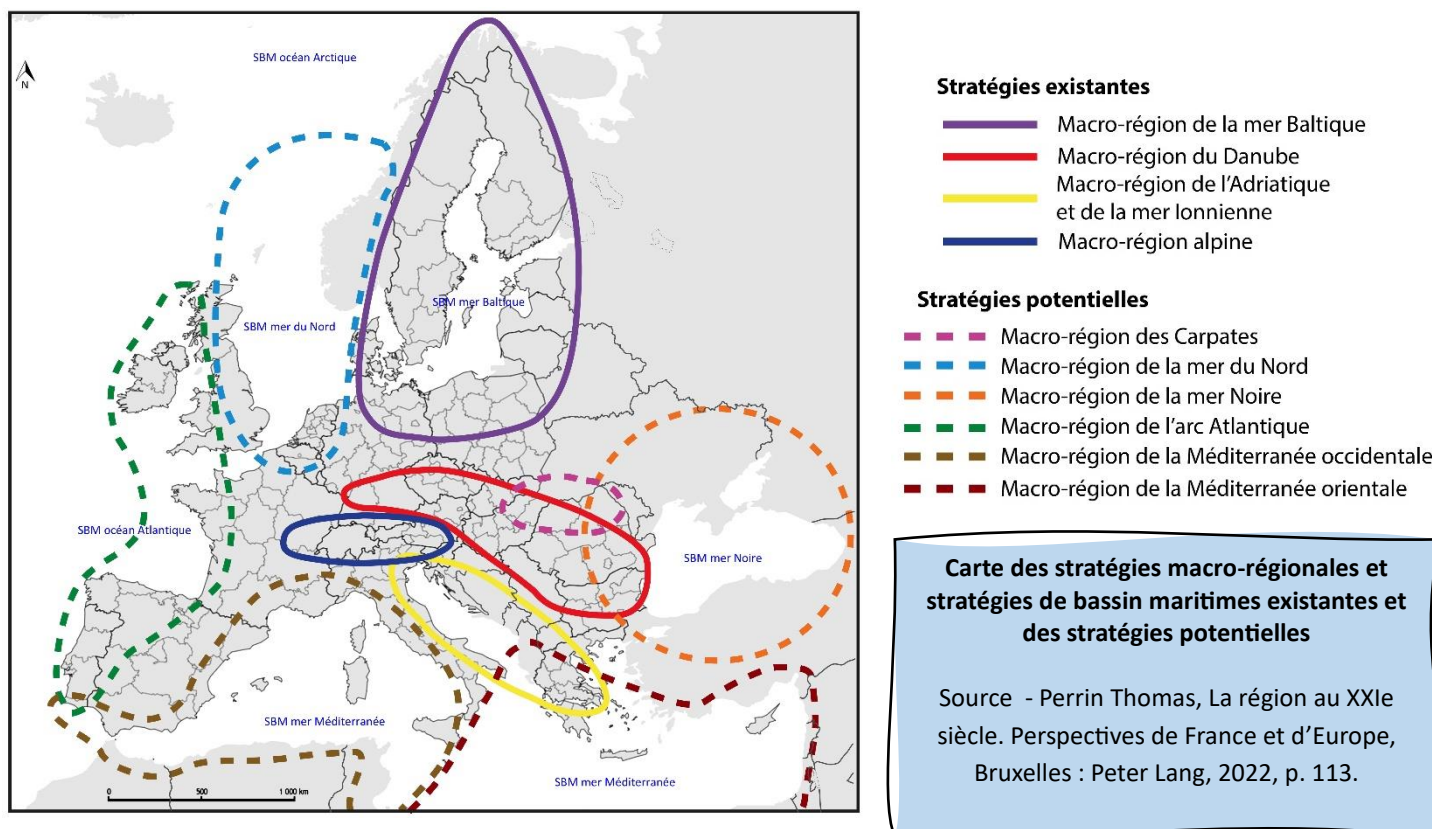 SBM océan Arctique
N
SBM mer Baltique
SBM mer du Nord
SBM océan Atlantique
SBM mer Noire
SBM mer Méditerranée
SBM mer Méditerranée
0 500 1 000 km
Stratégies existantes
Macro-région de la mer Baltique
Macro-région du Danube
Macro-région de l'Adriatique
et de la mer Ionnienne
Macro-région alpine
Stratégies potentielles
Macro-région des Carpates
Macro-région de la mer du Nord
Macro-région de la mer Noire
Macro-région de l'arc Atlantique
Macro-région de la Méditerranée occidentale
Macro-région de la Méditerranée orientale
Carte des stratégies macro-régionales et
stratégies de bassin maritimes existantes et
des stratégies potentielles
Source - Perrin Thomas, La région au XXIe
siècle. Perspectives de France et d'Europe,
Bruxelles : Peter Lang, 2022, p. 113.